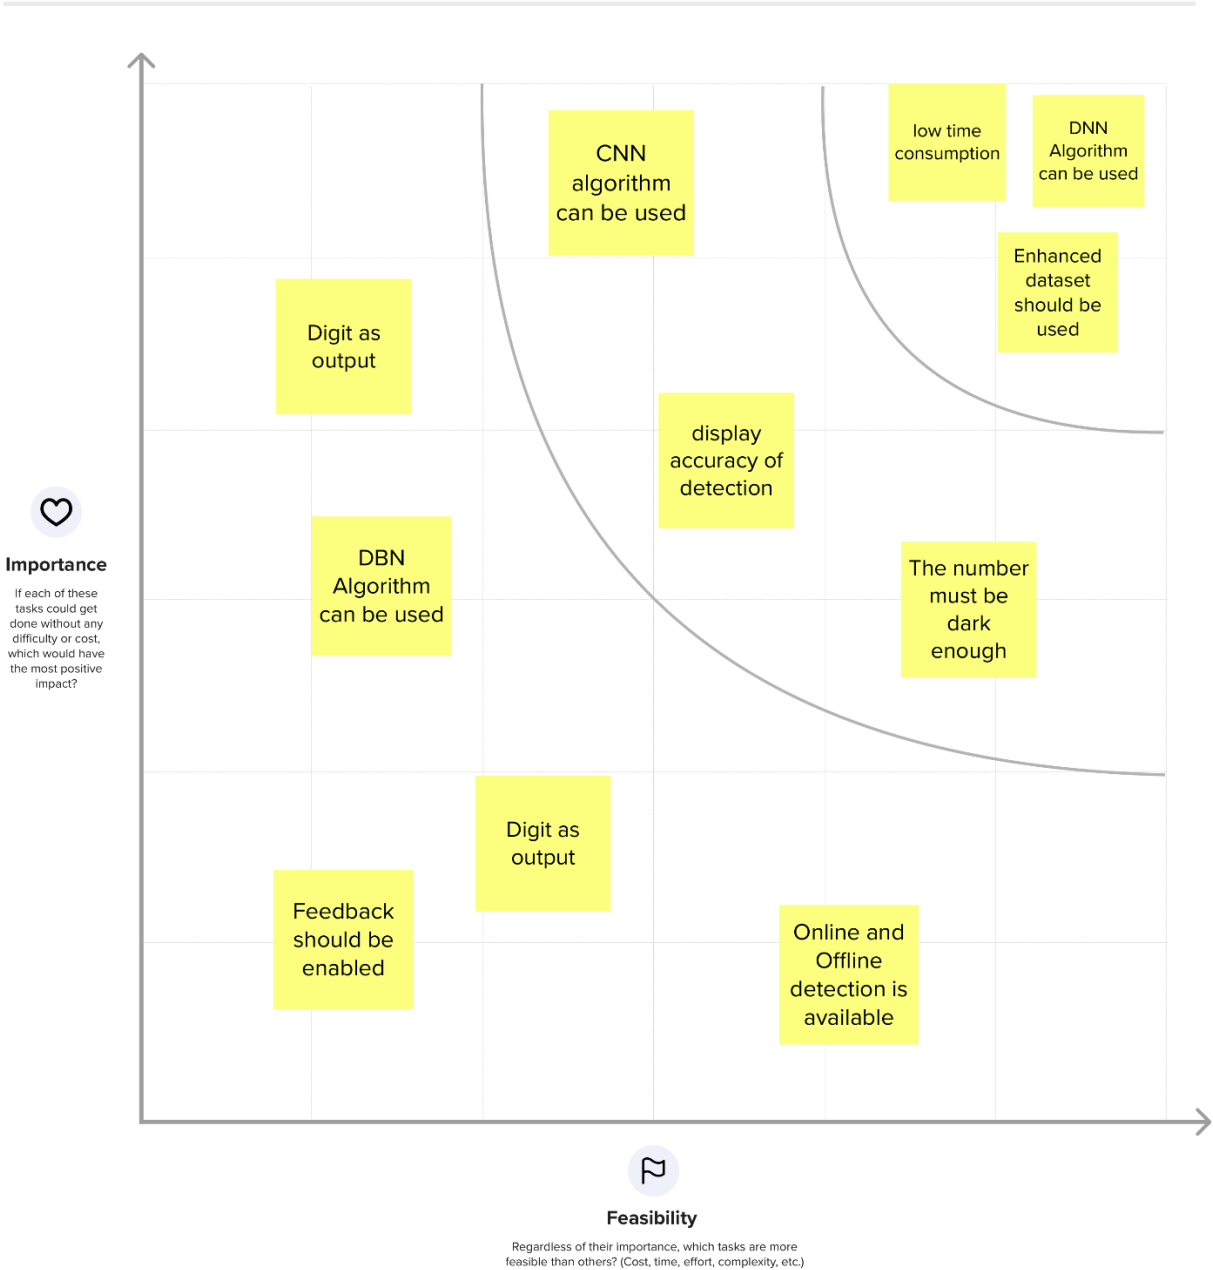 low time
consumption
DNN
Algorithm
can be used
CNN
algorithm
can be used
Enhanced
dataset
should be
used
Digit as
output
display
accuracy of
detection
DBN
Algorithm
can be used
The number
must be
dark
enough
Importance
If each of these
tasks could get
done without any
difficulty or cost,
which would have
the most positive
impact?
Digit as
output
Feedback
should be
enabled
Online and
Offline
detection is
available
Feasibility
Regardless of their importance, which tasks are more
feasible than others? (Cost, time, effort, complexity, etc.)